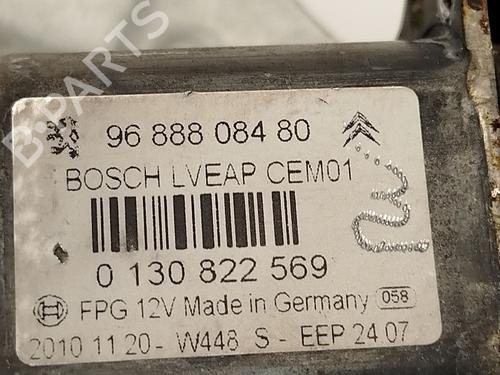 96 888 084 80
BOSCH LVEAP CEM01
0 130 822 569
FPG 12V Made in Germany 058
2010 11 20 - W448 S - EEP 24.07
B-PARTS